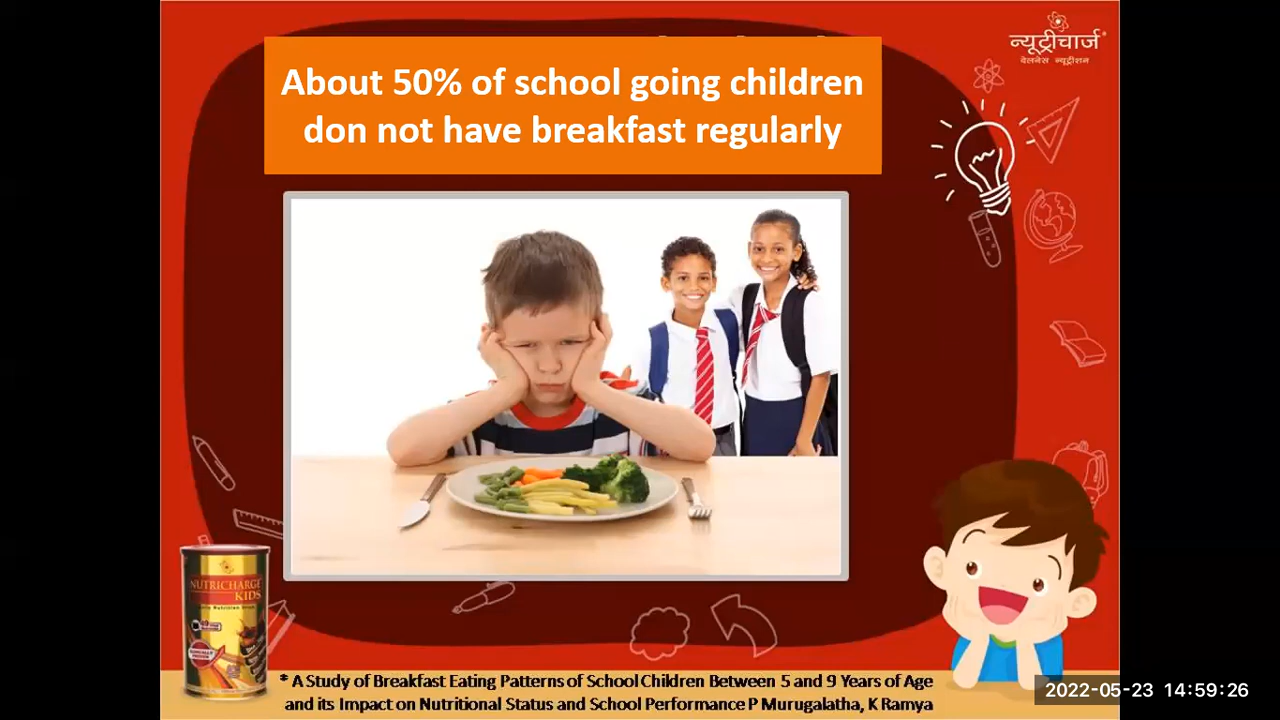 न्यूट्रीचार्ज
वेलनेस न्यूट्रीशन
About 50% of school going children
don not have breakfast regularly
NUTRICHARGE
KIDS
* A Study of Breakfast Eating Patterns of School Children Between 5 and 9 Years of Age
and its Impact on Nutritional Status and School Performance P Murugalatha, K Ramya
2022-05-23 14:59:26